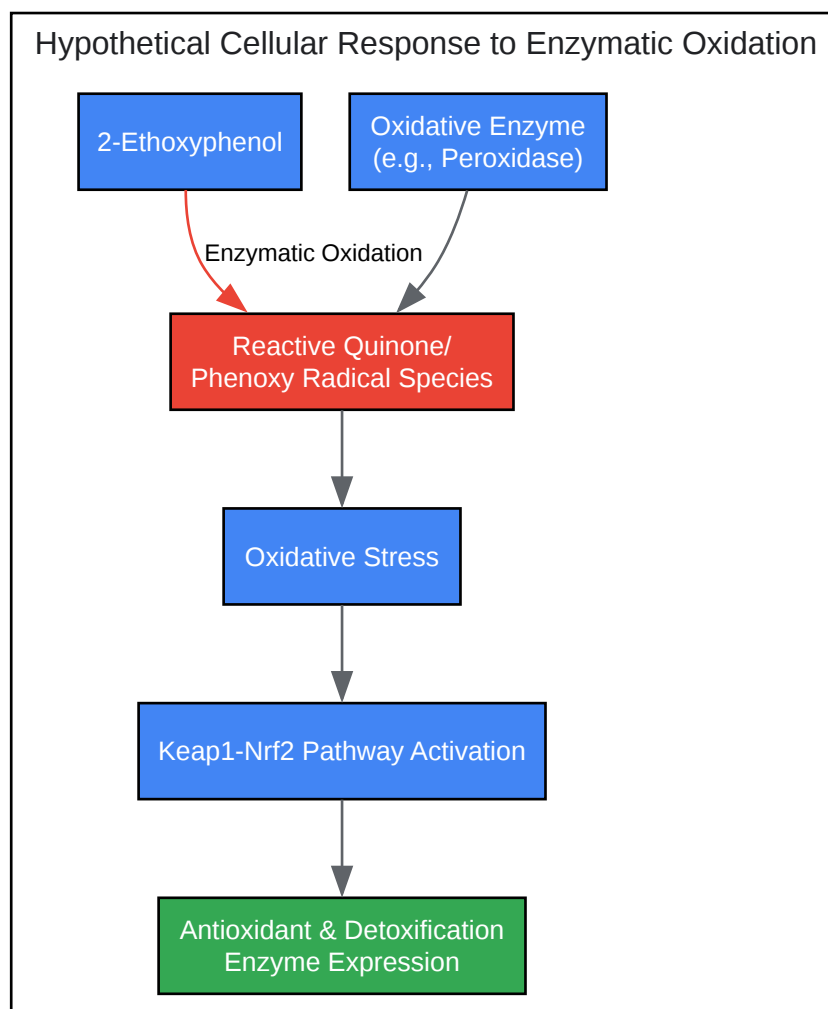 Hypothetical Cellular Response to Enzymatic Oxidation
2-Ethoxyphenol
Oxidative Enzyme
(e.g., Peroxidase)
Enzymatic Oxidation
Reactive Quinone/
Phenoxy Radical Species
Oxidative Stress
Keap1-Nrf2 Pathway Activation
Antioxidant & Detoxification
Enzyme Expression